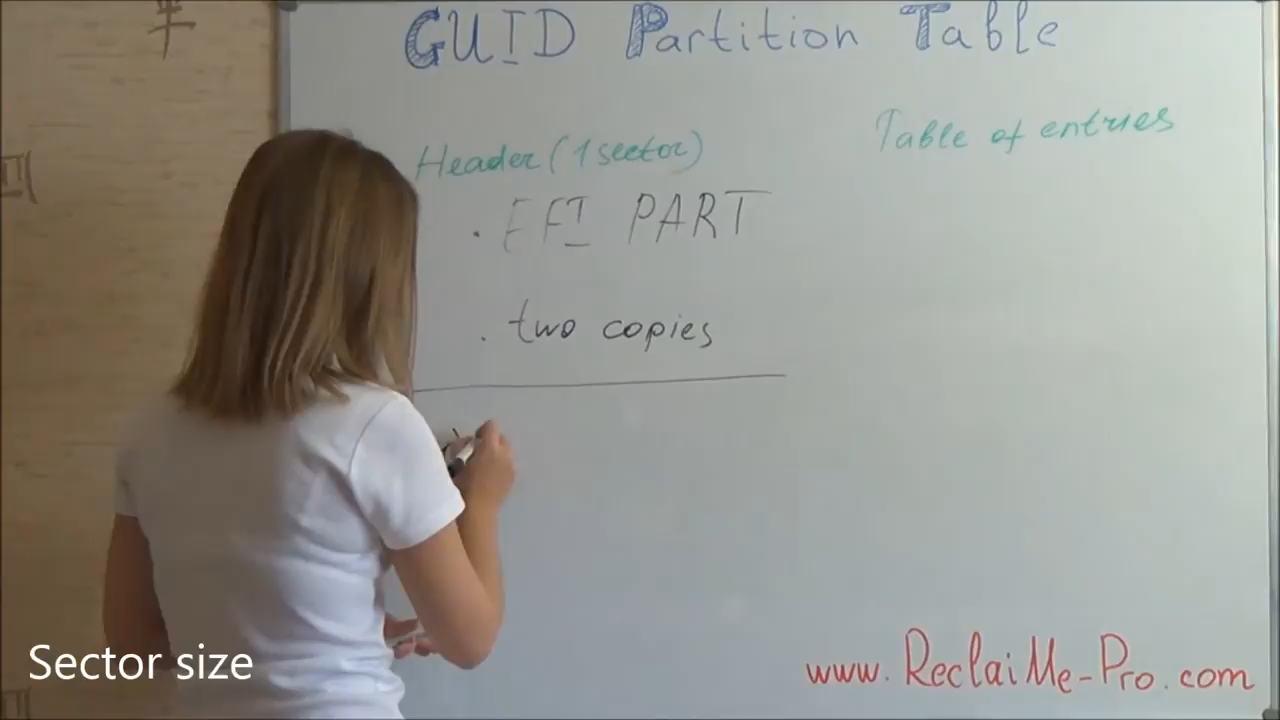 GUID Partition Table
Header (1 sector)
Table of entries
. EFI PART
. two copies
Sector size
www.ReclaiMe-Pro.com